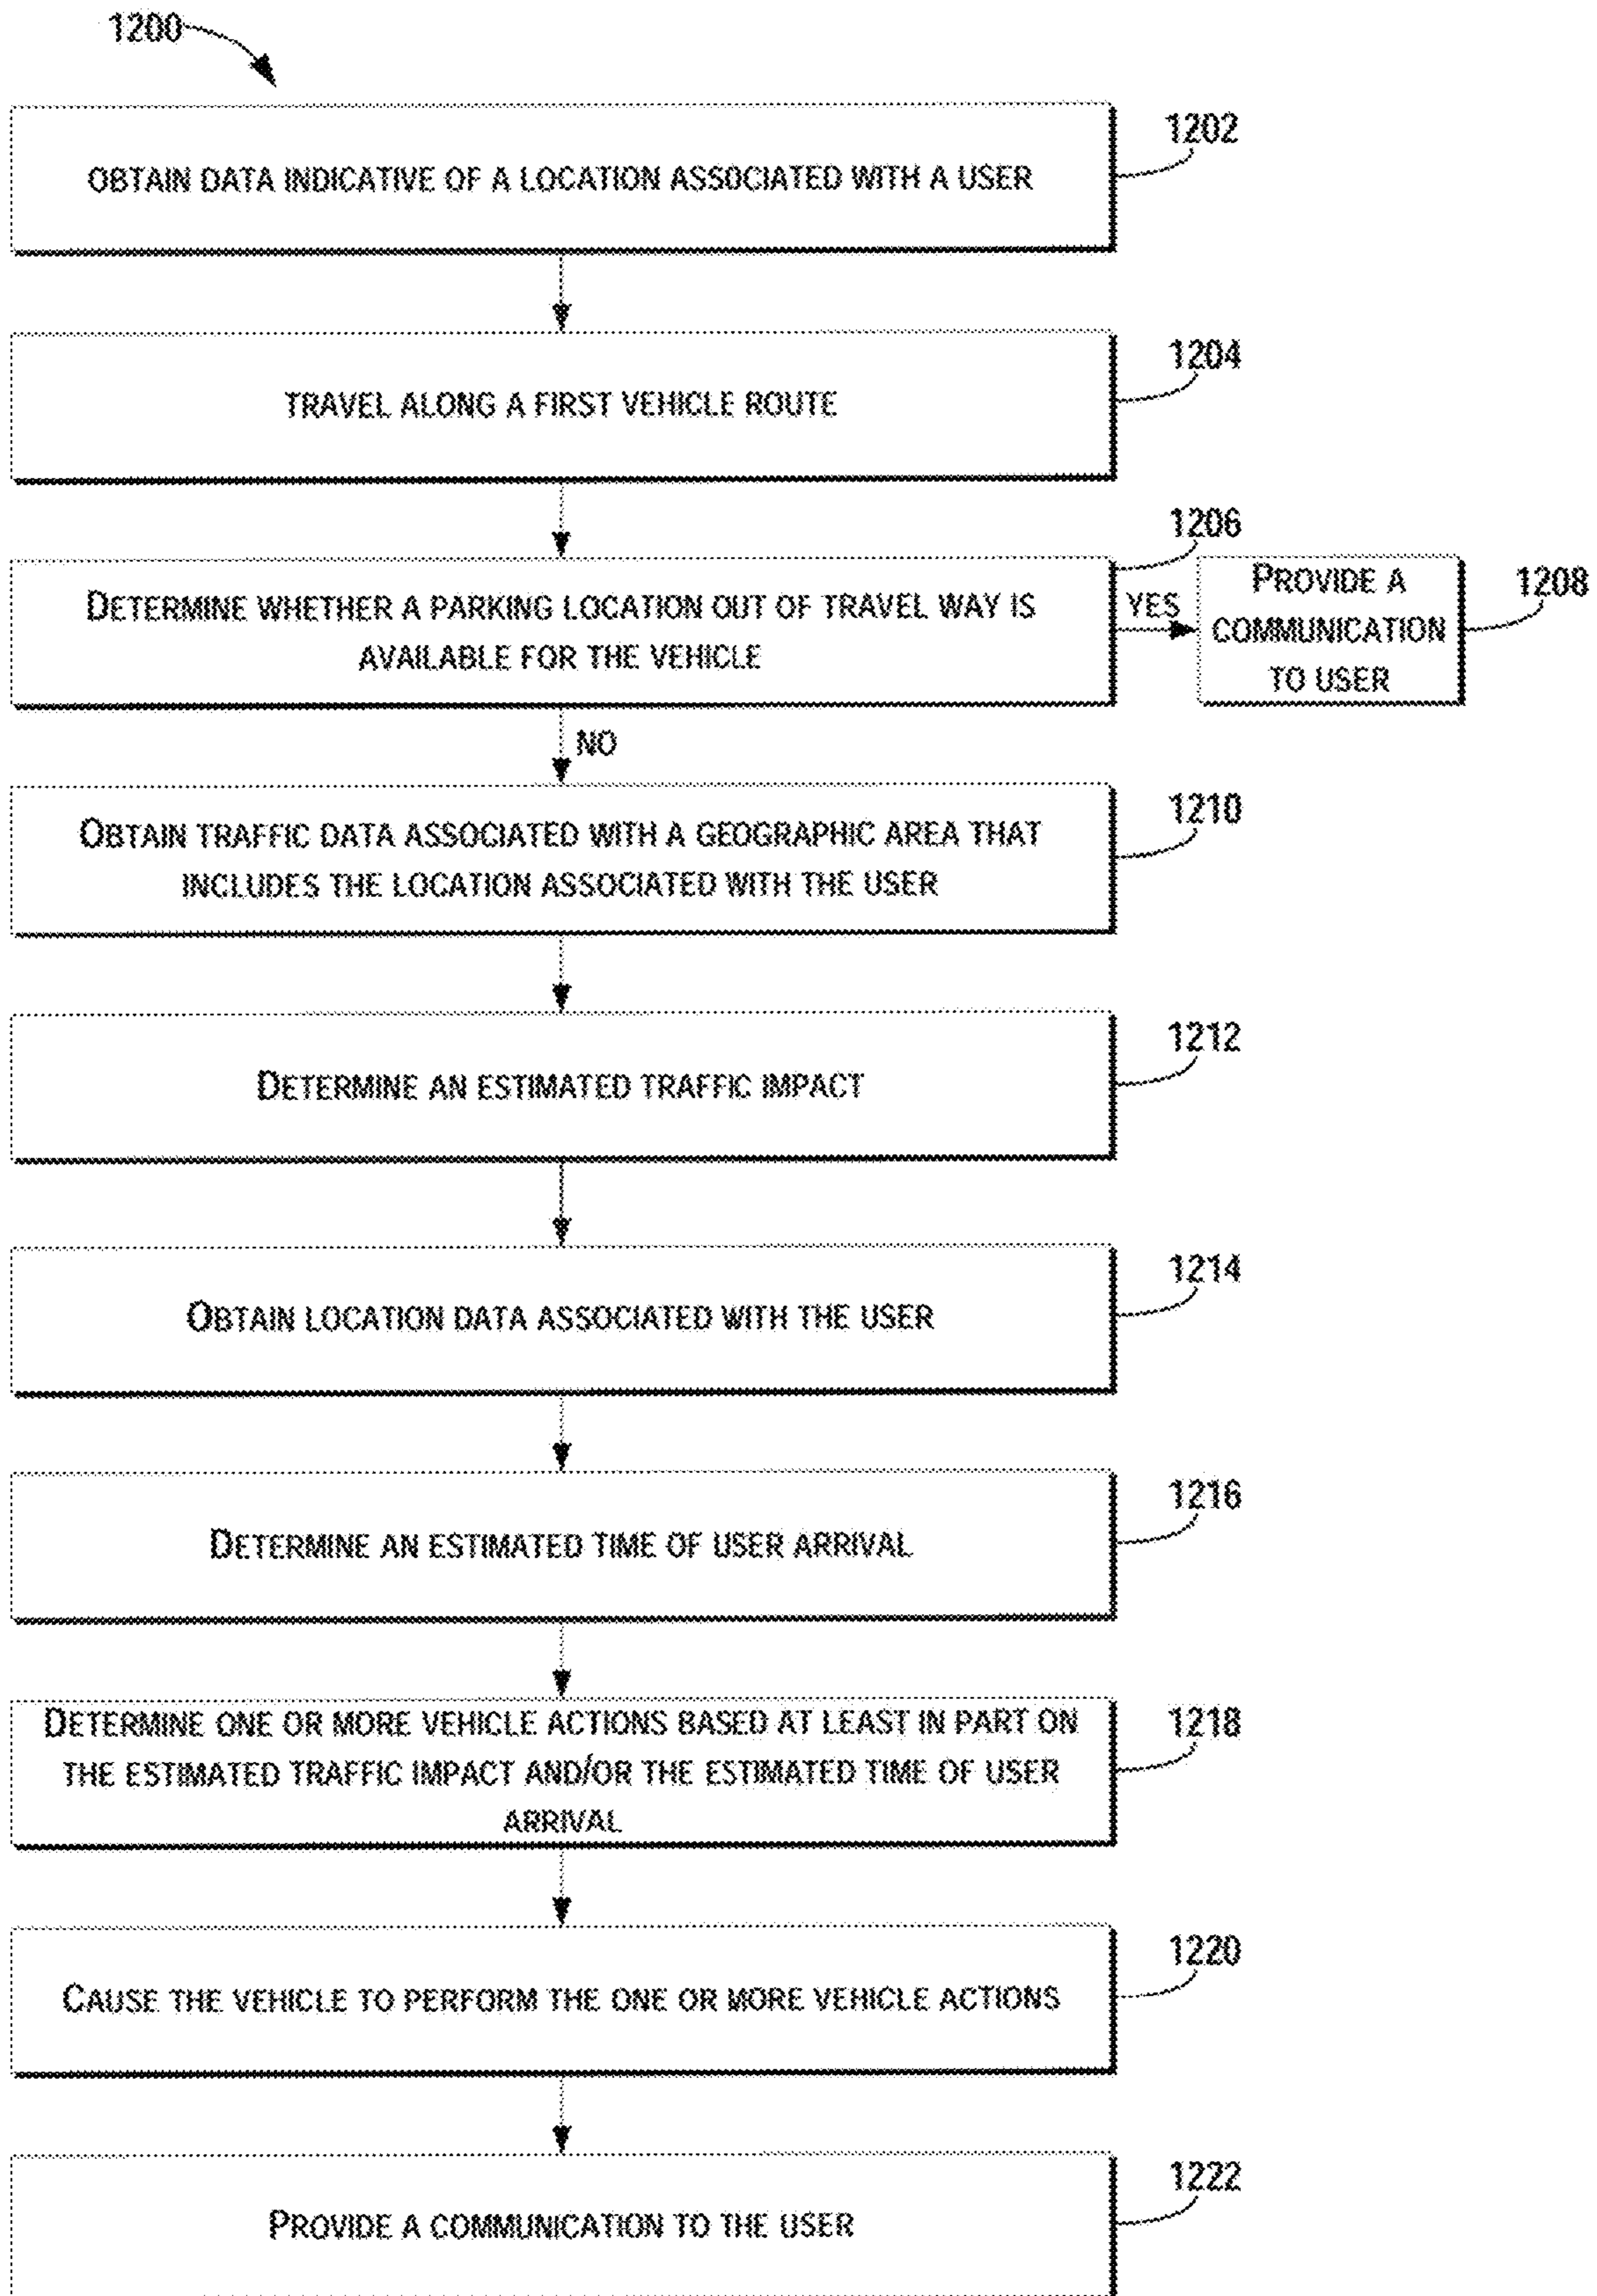 1200
OBTAIN DATA INDICATIVE OF A LOCATION ASSOCIATED WITH A USER
1202
TRAVEL ALONG A FIRST VEHICLE ROUTE
1204
DETERMINE WHETHER A PARKING LOCATION OUT OF TRAVEL WAY IS
AVAILABLE FOR THE VEHICLE
1206
YES
PROVIDE A
COMMUNICATION
TO USER
1208
NO
OBTAIN TRAFFIC DATA ASSOCIATED WITH A GEOGRAPHIC AREA THAT
INCLUDES THE LOCATION ASSOCIATED WITH THE USER
1210
DETERMINE AN ESTIMATED TRAFFIC IMPACT
1212
OBTAIN LOCATION DATA ASSOCIATED WITH THE USER
1214
DETERMINE AN ESTIMATED TIME OF USER ARRIVAL
1216
DETERMINE ONE OR MORE VEHICLE ACTIONS BASED AT LEAST IN PART ON
THE ESTIMATED TRAFFIC IMPACT AND/OR THE ESTIMATED TIME OF USER
ARRIVAL
1218
CAUSE THE VEHICLE TO PERFORM THE ONE OR MORE VEHICLE ACTIONS
1220
PROVIDE A COMMUNICATION TO THE USER
1222